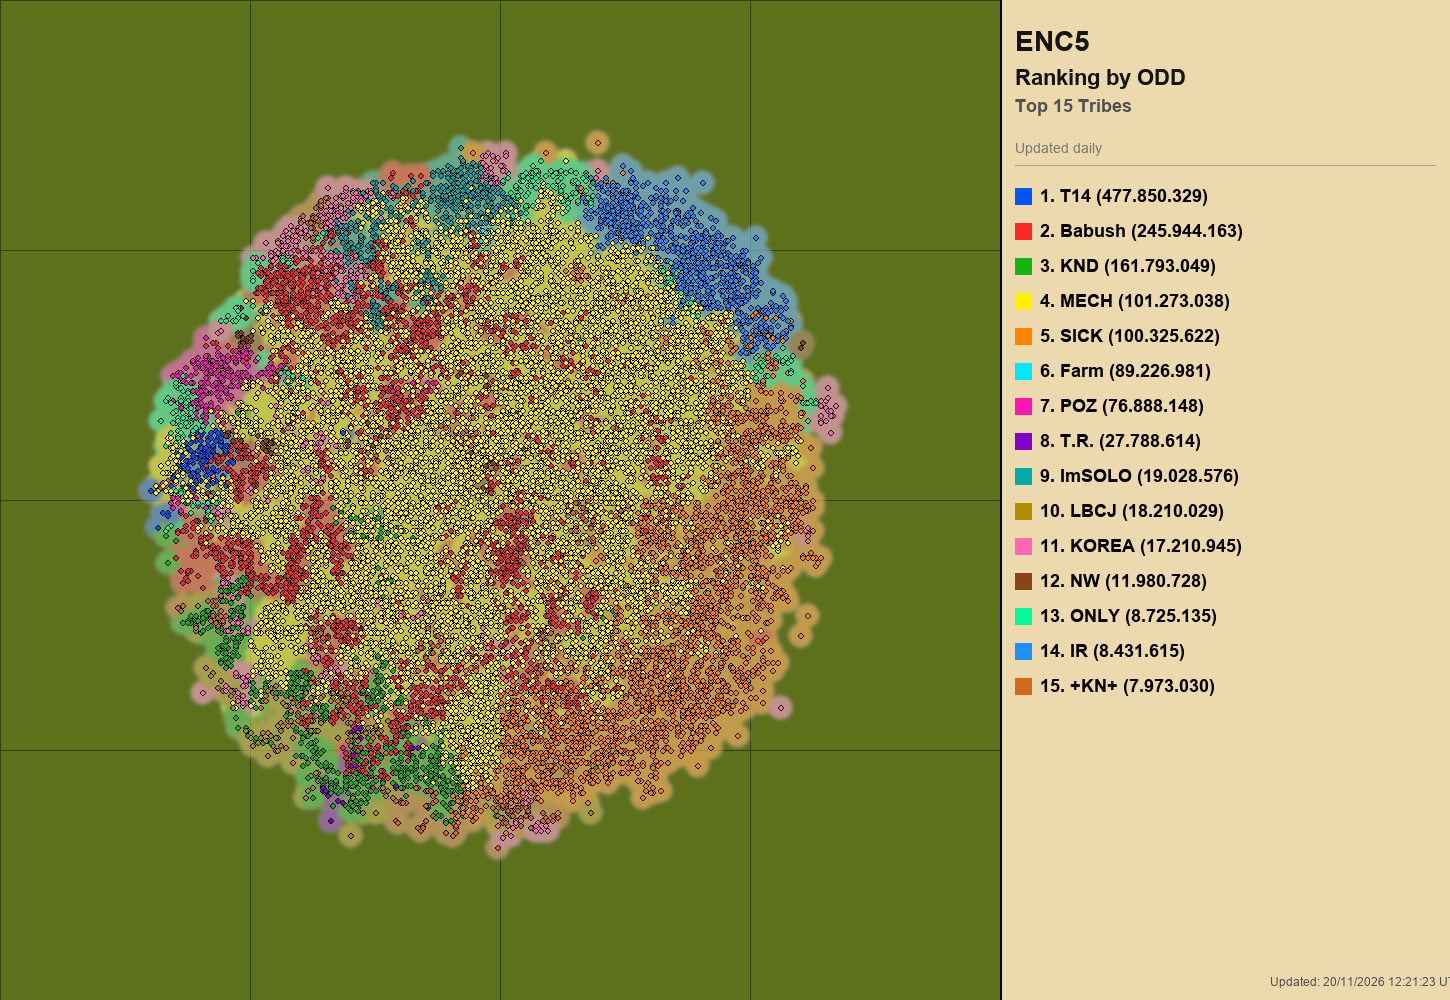 ENC5
Ranking by ODD
Top 15 Tribes
Updated daily
1. T14 (477.850.329)
2. Babush (245.944.163)
3. KND (161.793.049)
4. MECH (101.273.038)
5. SICK (100.325.622)
6. Farm (89.226.981)
7. POZ (76.888.148)
8. T.R. (27.788.614)
9. ImSOLO (19.028.576)
10. LBCJ (18.210.029)
11. KOREA (17.210.945)
12. NW (11.980.728)
13. ONLY (8.725.135)
14. IR (8.431.615)
15. +KN+ (7.973.030)
Updated: 20/11/2026 12:21:23 U